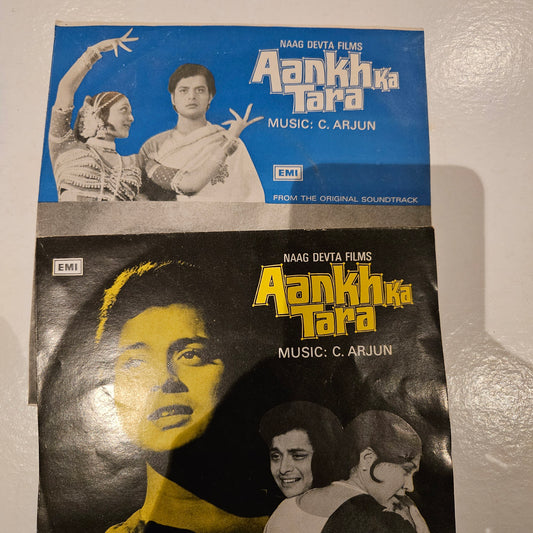 NAAG DEVTA FILMS
Aankh Ka
Tara
MUSIC: C. ARJUN
EMI
FROM THE ORIGINAL SOUNDTRACK
EMI
NAAG DEVTA FILMS
Aankh Ka
Tara
MUSIC: C. ARJUN